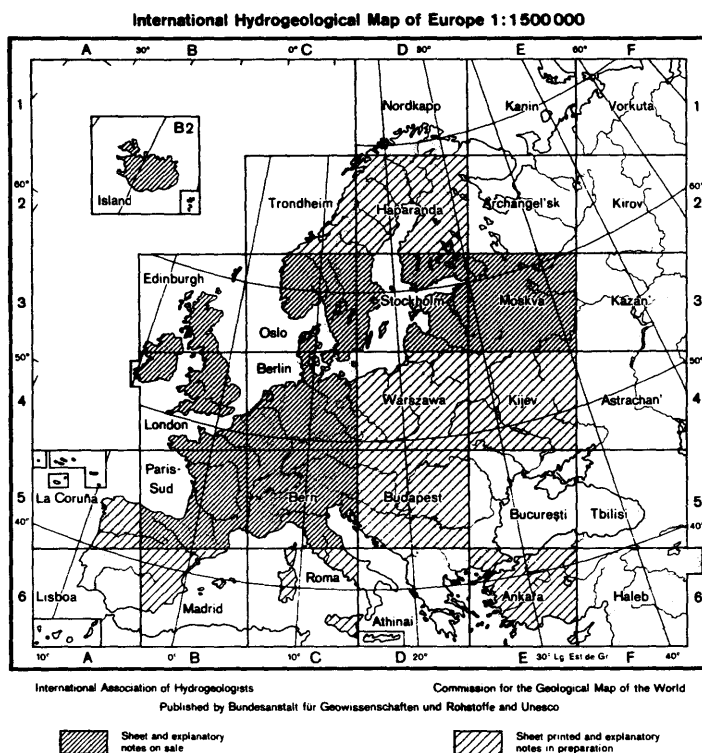 International Hydrogeological Map of Europe 1:1500 000
A 30° B 0° C D 30° E 60° F
1 Nordkapp Kanin Vorkuta 1
B2
Island
60° 2 Trondheim Haparanda Archangel'sk Kirov 60° 2
Edinburgh
3 Oslo Stockholm Moskva Kazan' 3
50° Berlin 50°
4 London Warszawa Kijev Astrachan' 4
Paris-
Sud
La Coruña Bern Budapest București Tbilisi
5 40° 5 40°
6 Lisboa Madrid Roma Athinai Ankara Haleb 6
10° A 0° B 10° C D 20° E 30° Lg Est de Gr F 40°
International Association of Hydrogeologists Commission for the Geological Map of the World
Published by Bundesanstalt für Geowissenschaften und Rohstoffe and Unesco
Sheet and explanatory
notes on sale
Sheet printed and explanatory
notes in preparation